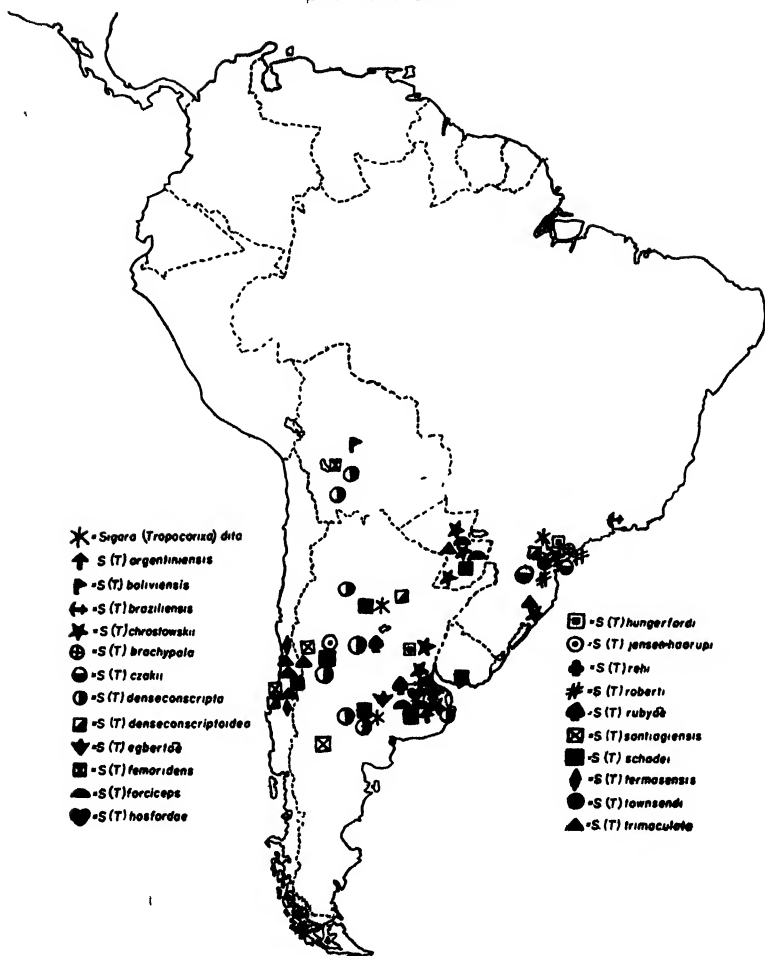 = Sigara (Tropocorixa) dita
S (T) argentiniensis
= S (T) boliviensis
= S (T) braziliensis
= S (T) chrostowskii
= S (T) brachypala
= S (T) czakii
= S (T) denseconscripta
= S (T) denseconscriptoidea
= S (T) egbertae
= S (T) femoridens
= S (T) forciceps
= S (T) hosfordae
= S (T) hungerfordi
= S (T) jensen-haarupi
= S (T) rehi
= S (T) roberti
= S (T) rubyae
= S (T) santiagiensis
= S (T) schadei
= S (T) termasensis
= S (T) townsendi
= S. (T) trimaculata